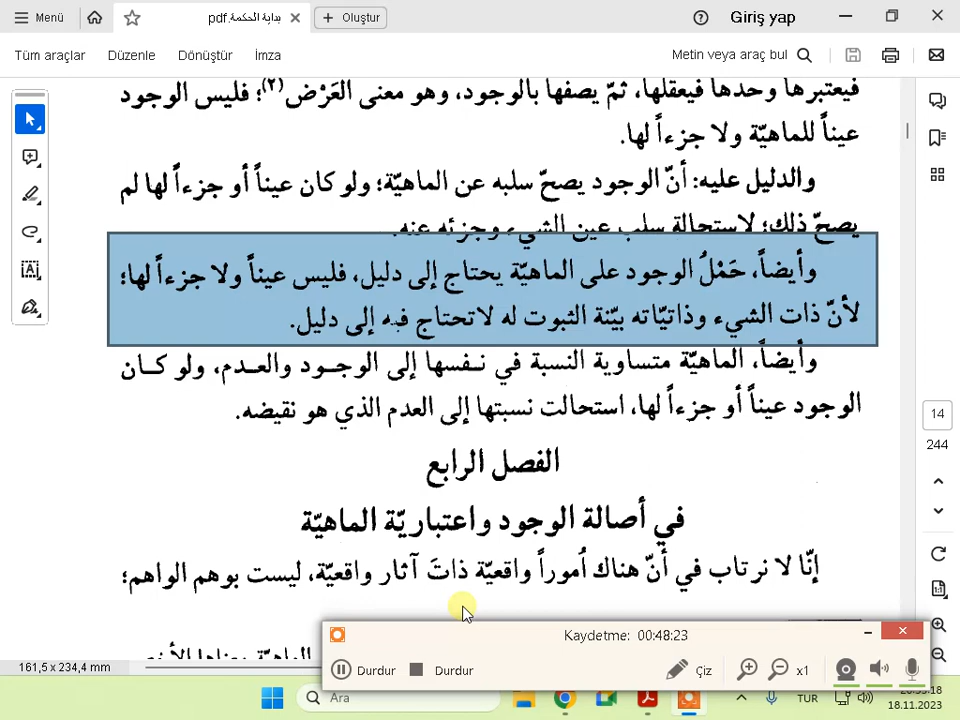 Menü
بداية الحكمة.pdf
Oluştur
Giriş yap
Tüm araçlar
Düzenle
Dönüştür
İmza
Metin veya araç bul
فيعتبرها وحدها فيعقلها، ثمّ يصفها بالوجود، وهو معنى العَرْض(٢)؛ فليس الوجود
عيناً للماهيّة ولا جزءاً لها.
والدليل عليه: أنّ الوجود يصحّ سلبه عن الماهيّة؛ ولو كان عيناً أو جزءاً لها لم
يصحّ ذلك؛ لاستحالة سلب عين الشيء وجزئه عنه.
وأيضاً، حَمْلُ الوجود على الماهيّة يحتاج إلى دليل، فليس عيناً ولا جزءاً لها؛
لأنّ ذات الشيء وذاتيّاته بيّنة الثبوت له لاتحتاج فيه إلى دليل.
وأيضاً، الماهيّة متساوية النسبة في نـفسها إلى الوجـود والعـدم، ولو كـان
الوجود عيناً أو جزءاً لها، استحالت نسبتها إلى العدم الذي هو نقيضه.
الفصل الرابع
في أصالة الوجود واعتباريّة الماهيّة
إنّا لا نرتاب في أنّ هناك اُموراً واقعيّة ذاتَ آثار واقعيّة، ليست بوهم الواهم؛
14
244
161,5 x 234,4 mm
Kaydetme: 00:48:23
Durdur
Durdur
Çiz
x1
Ara
TUR
18.11.2023